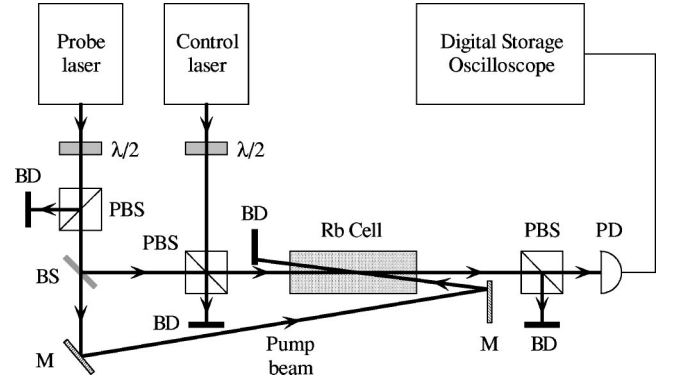 Probe
laser
Control
laser
Digital Storage
Oscilloscope
λ/2
λ/2
BD
PBS
BD
Rb Cell
PBS
PD
PBS
BS
BD
M
Pump
beam
M
BD